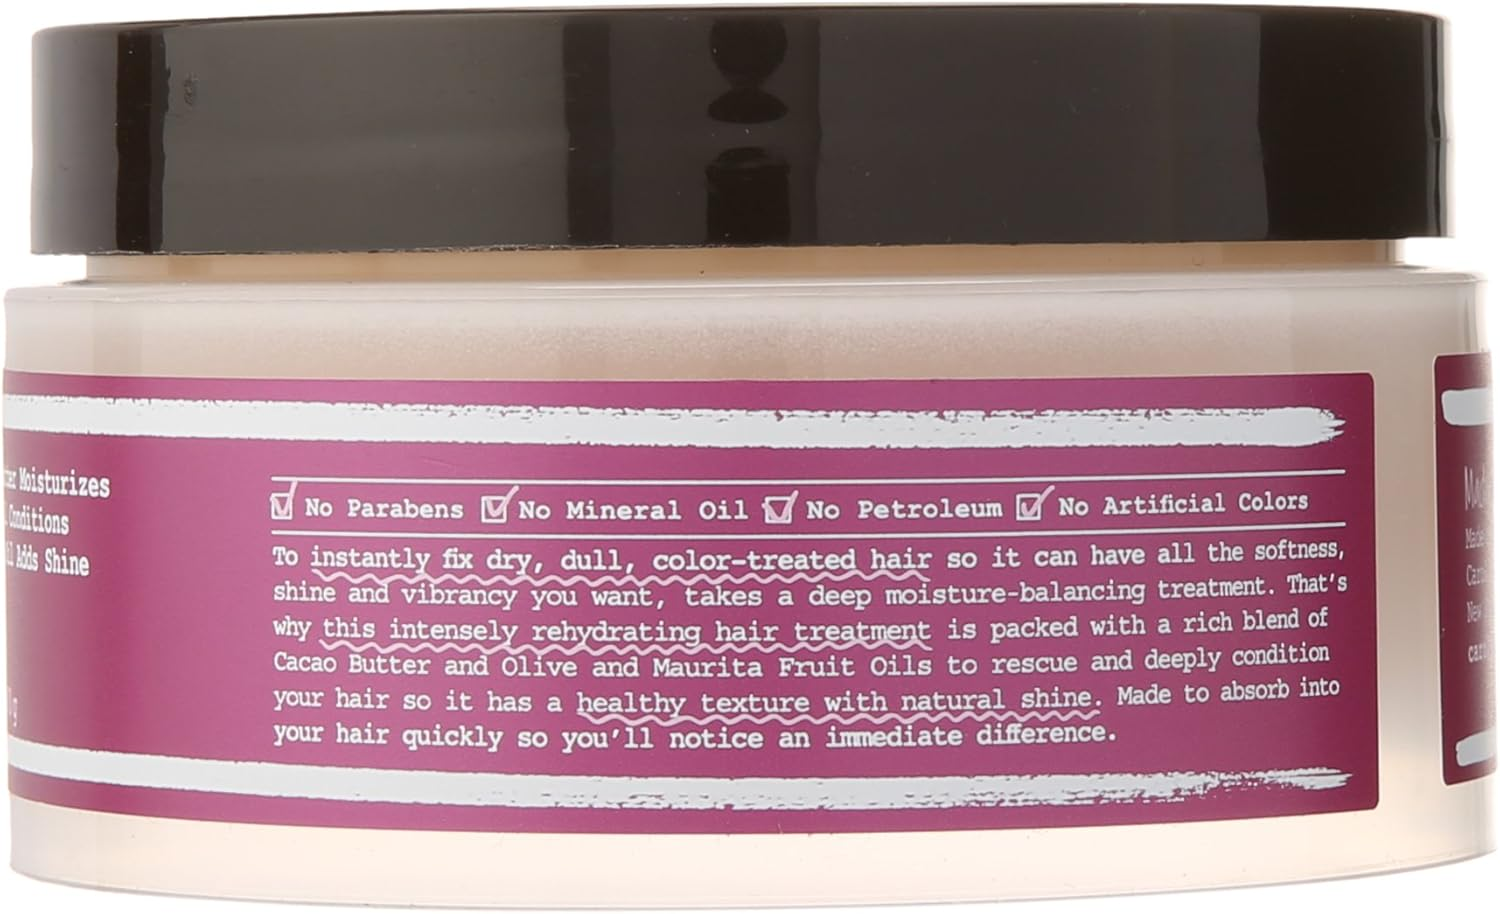 Moisturizes
Conditions
Adds Shine
g
No Parabens No Mineral Oil No Petroleum No Artificial Colors
To instantly fix dry, dull, color-treated hair so it can have all the softness,
shine and vibrancy you want, takes a deep moisture-balancing treatment. That's
why this intensely rehydrating hair treatment is packed with a rich blend of
Cacao Butter and Olive and Maurita Fruit Oils to rescue and deeply condition
your hair so it has a healthy texture with natural shine. Made to absorb into
your hair quickly so you'll notice an immediate difference.
New